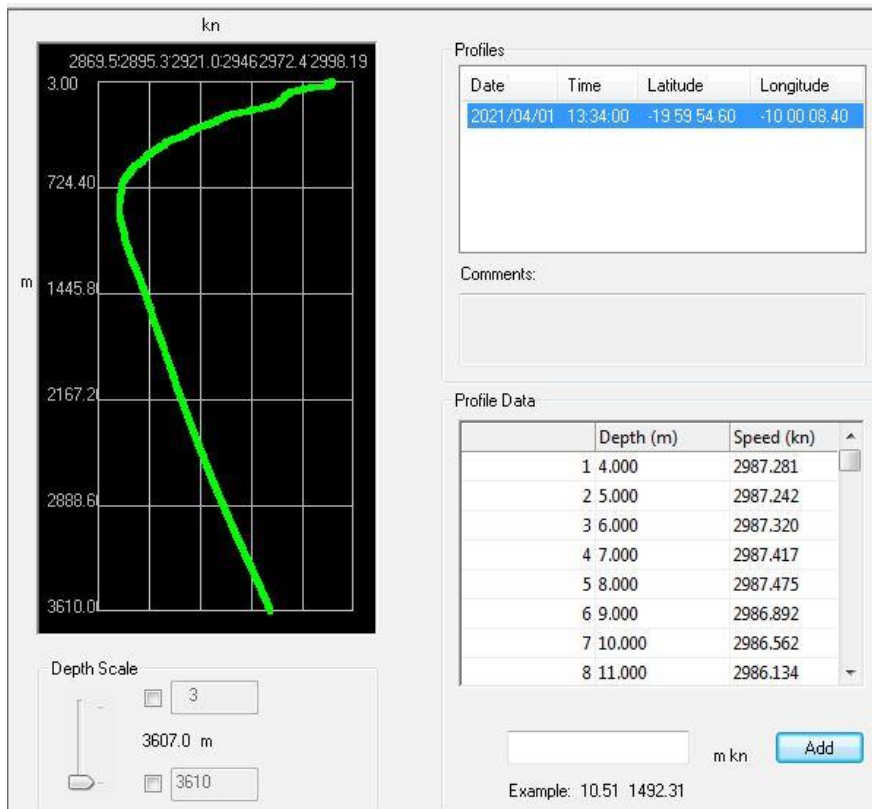 kn
2869.5 2895.3 2921.0 2946 2972.4 2998.19
3.00
724.40
m
1445.8
2167.2
2888.6
3610.0
Depth Scale
3
3607.0 m
3610
Profiles
Date Time Latitude Longitude
2021/04/01 13:34:00 -19 59 54.60 -10 00 08.40
Comments:
Profile Data
Depth (m) Speed (kn)
1 4.000 2987.281
2 5.000 2987.242
3 6.000 2987.320
4 7.000 2987.417
5 8.000 2987.475
6 9.000 2986.892
7 10.000 2986.562
8 11.000 2986.134
m kn Add
Example: 10.51 1492.31